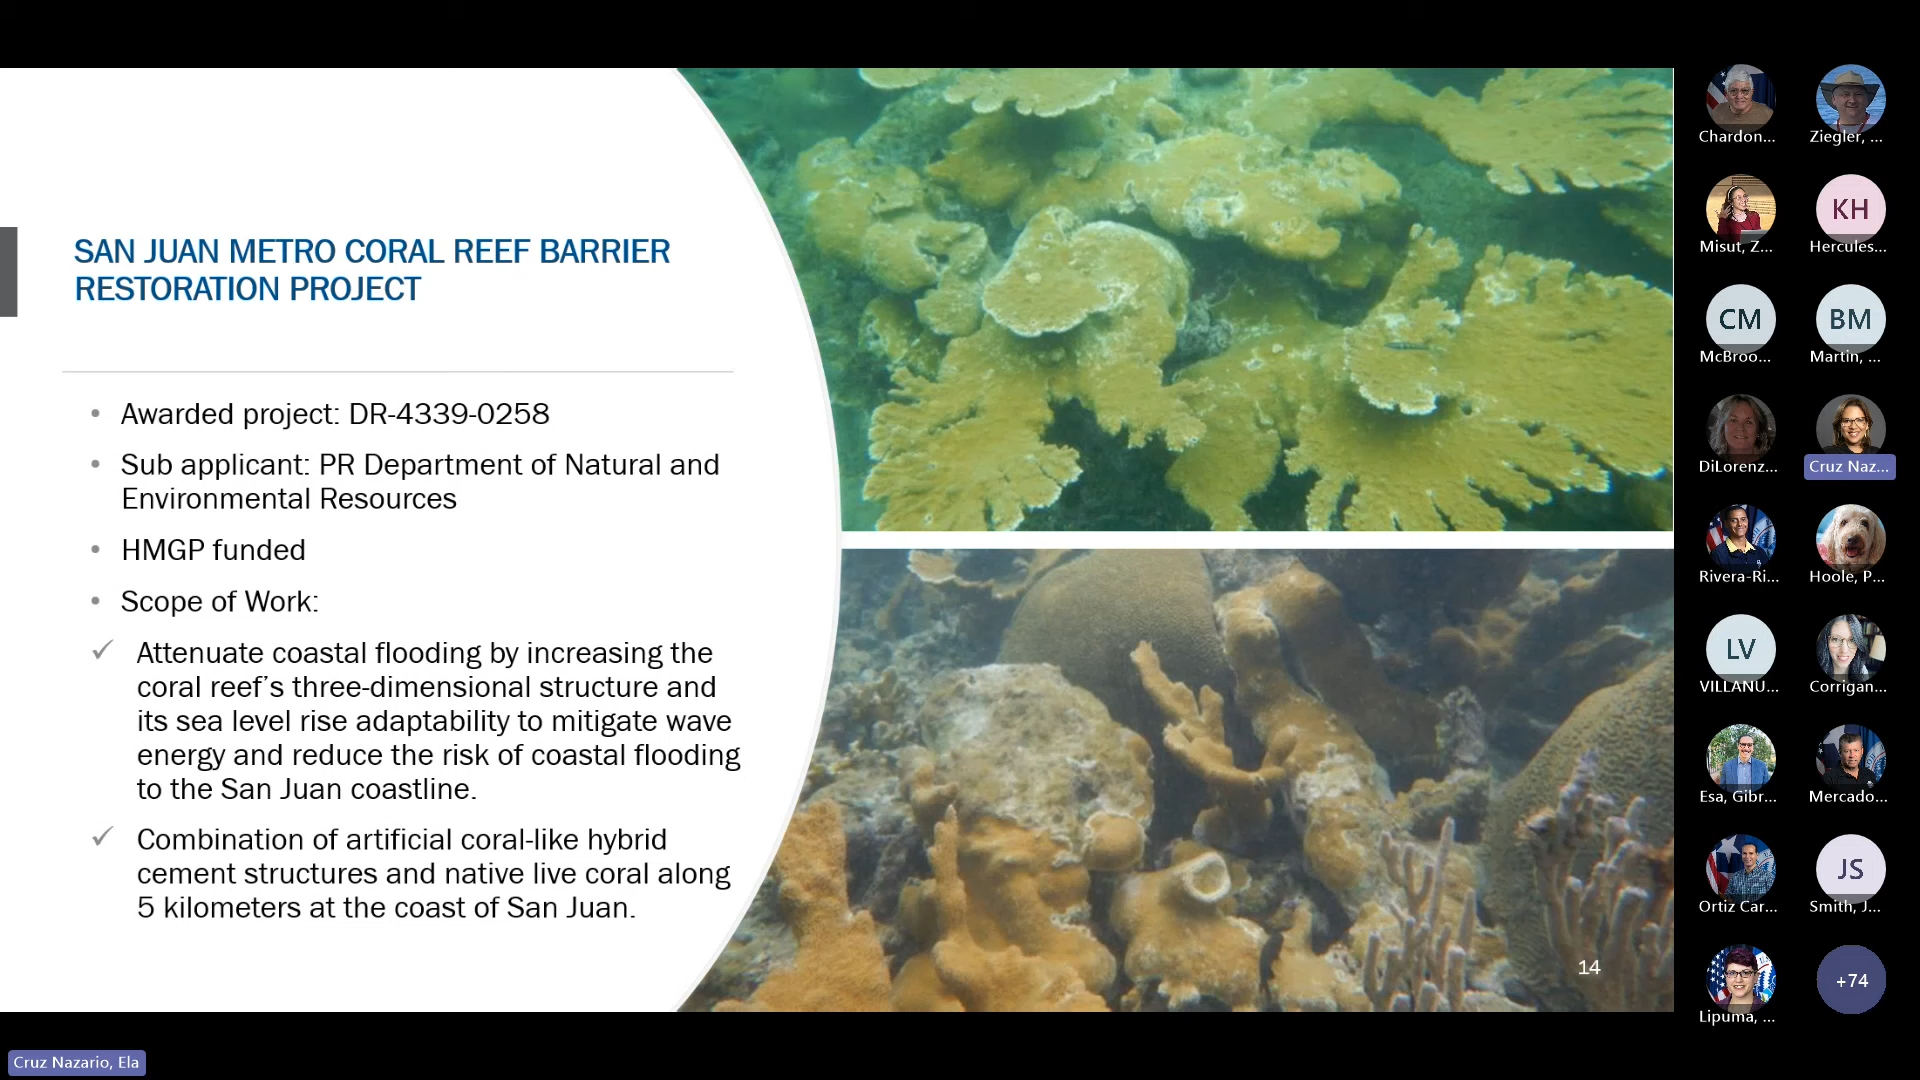 SAN JUAN METRO CORAL REEF BARRIER
RESTORATION PROJECT
• Awarded project: DR-4339-0258
• Sub applicant: PR Department of Natural and
Environmental Resources
• HMGP funded
• Scope of Work:
✓ Attenuate coastal flooding by increasing the
coral reef’s three-dimensional structure and
its sea level rise adaptability to mitigate wave
energy and reduce the risk of coastal flooding
to the San Juan coastline.
✓ Combination of artificial coral-like hybrid
cement structures and native live coral along
5 kilometers at the coast of San Juan.
14
Chardon...
Ziegler, ...
Misut, Z...
KH
Hercules...
CM
McBroo...
BM
Martin, ...
DiLorenz...
Cruz Naz...
Rivera-Ri...
Hoole, P...
LV
VILLANU...
Corrigan...
Esa, Gibr...
Mercado...
Ortiz Car...
JS
Smith, J...
Lipuma, ...
+74
Cruz Nazario, Ela